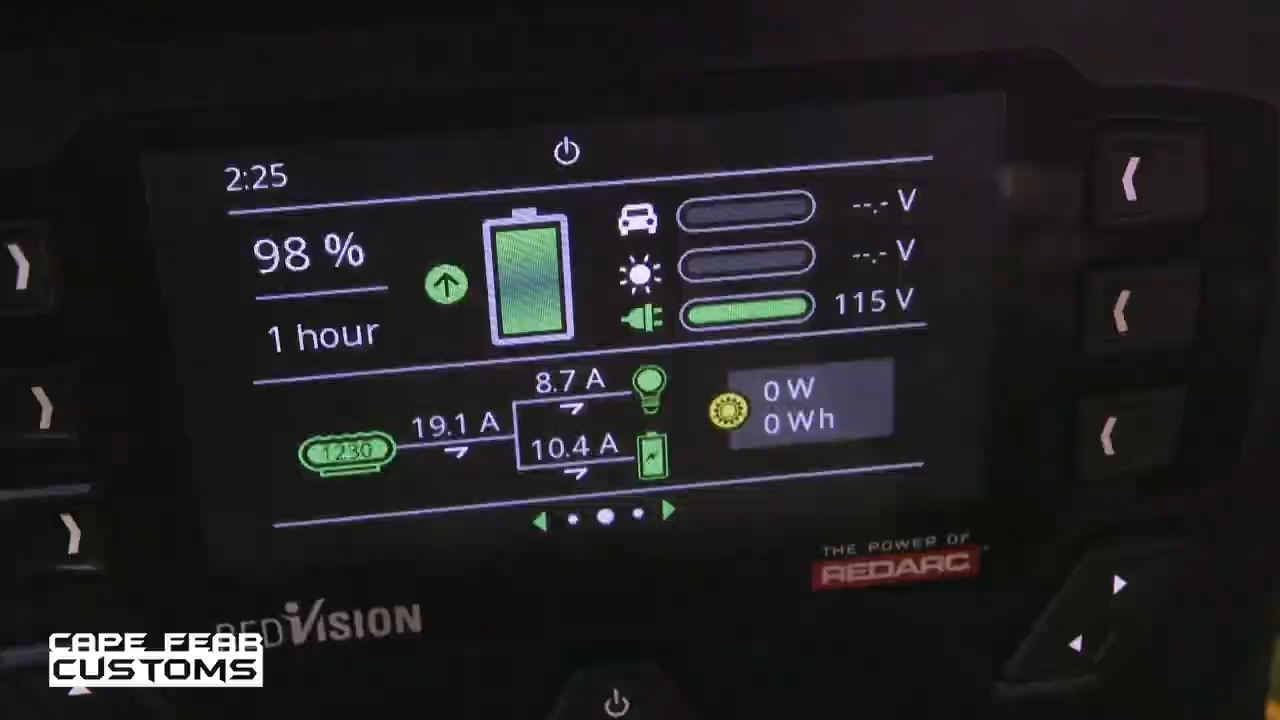 2:25
98 %
1 hour
--.- V
--.- V
115 V
8.7 A
19.1 A
10.4 A
1230
0 W
0 Wh
THE POWER OF
REDARC
REDVISION
CAPE FEAR
CUSTOMS